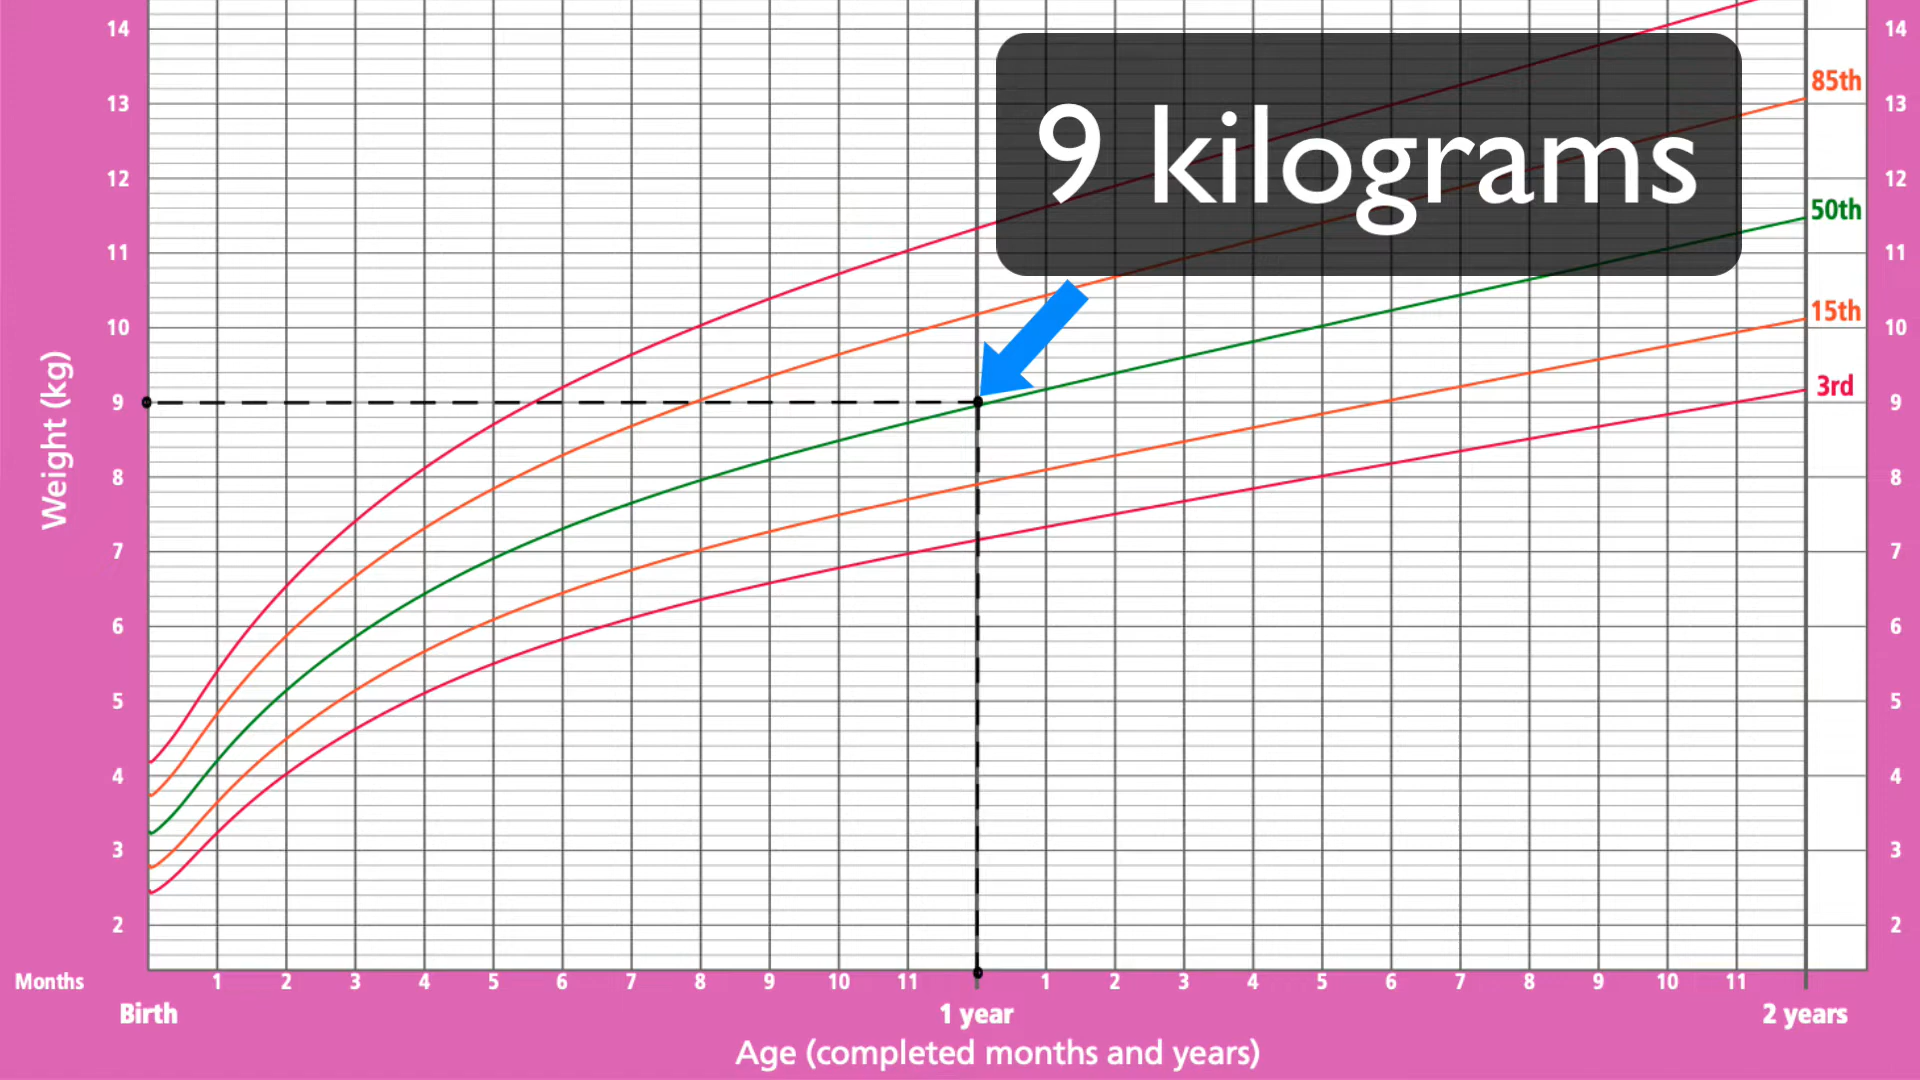 14 14
9 kilograms
85th
13 13
12 12
50th
11 11
15th
10 10
3rd
9 9
Weight (kg)
8 8
7 7
6 6
5 5
4 4
3 3
2 2
Months 1 2 3 4 5 6 7 8 9 10 11 1 2 3 4 5 6 7 8 9 10 11
Birth 1 year 2 years
Age (completed months and years)